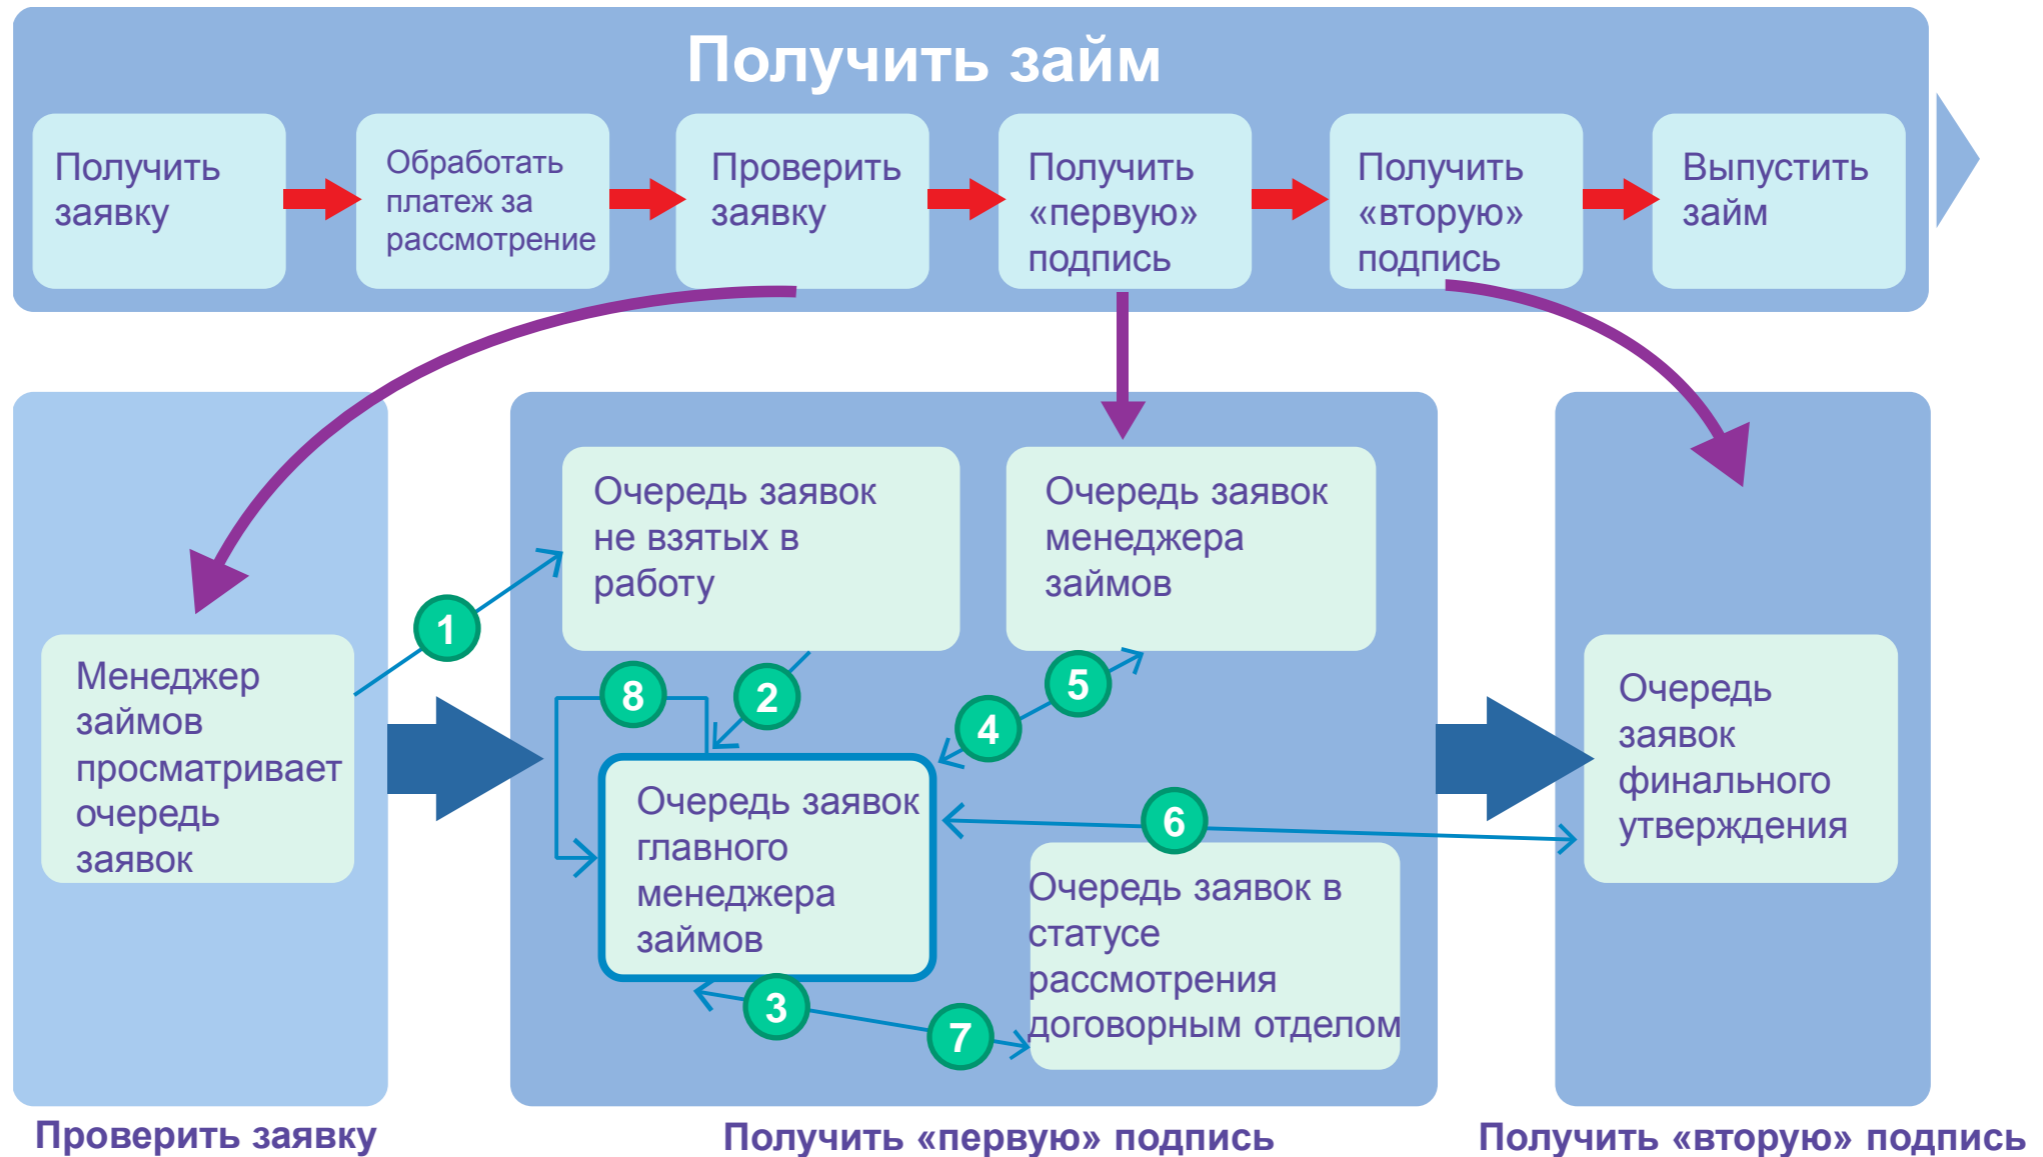 Получить займ
Получить
заявку
Обработать
платеж за
рассмотрение
Проверить
заявку
Получить
«первую»
подпись
Получить
«вторую»
подпись
Выпустить
займ
Менеджер
займов
просматривает
очередь
заявок
1
Очередь заявок
не взятых в
работу
Очередь заявок
менеджера
займов
8
2
4
5
Очередь заявок
главного
менеджера
займов
6
3
7
Очередь заявок в
статусе
рассмотрения
договорным отделом
Очередь
заявок
финального
утверждения
Проверить заявку
Получить «первую» подпись
Получить «вторую» подпись